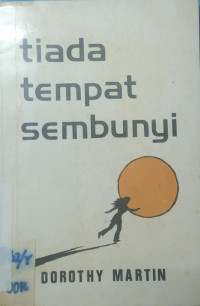 tiada
tempat
sembunyi
DOROTHY MARTIN